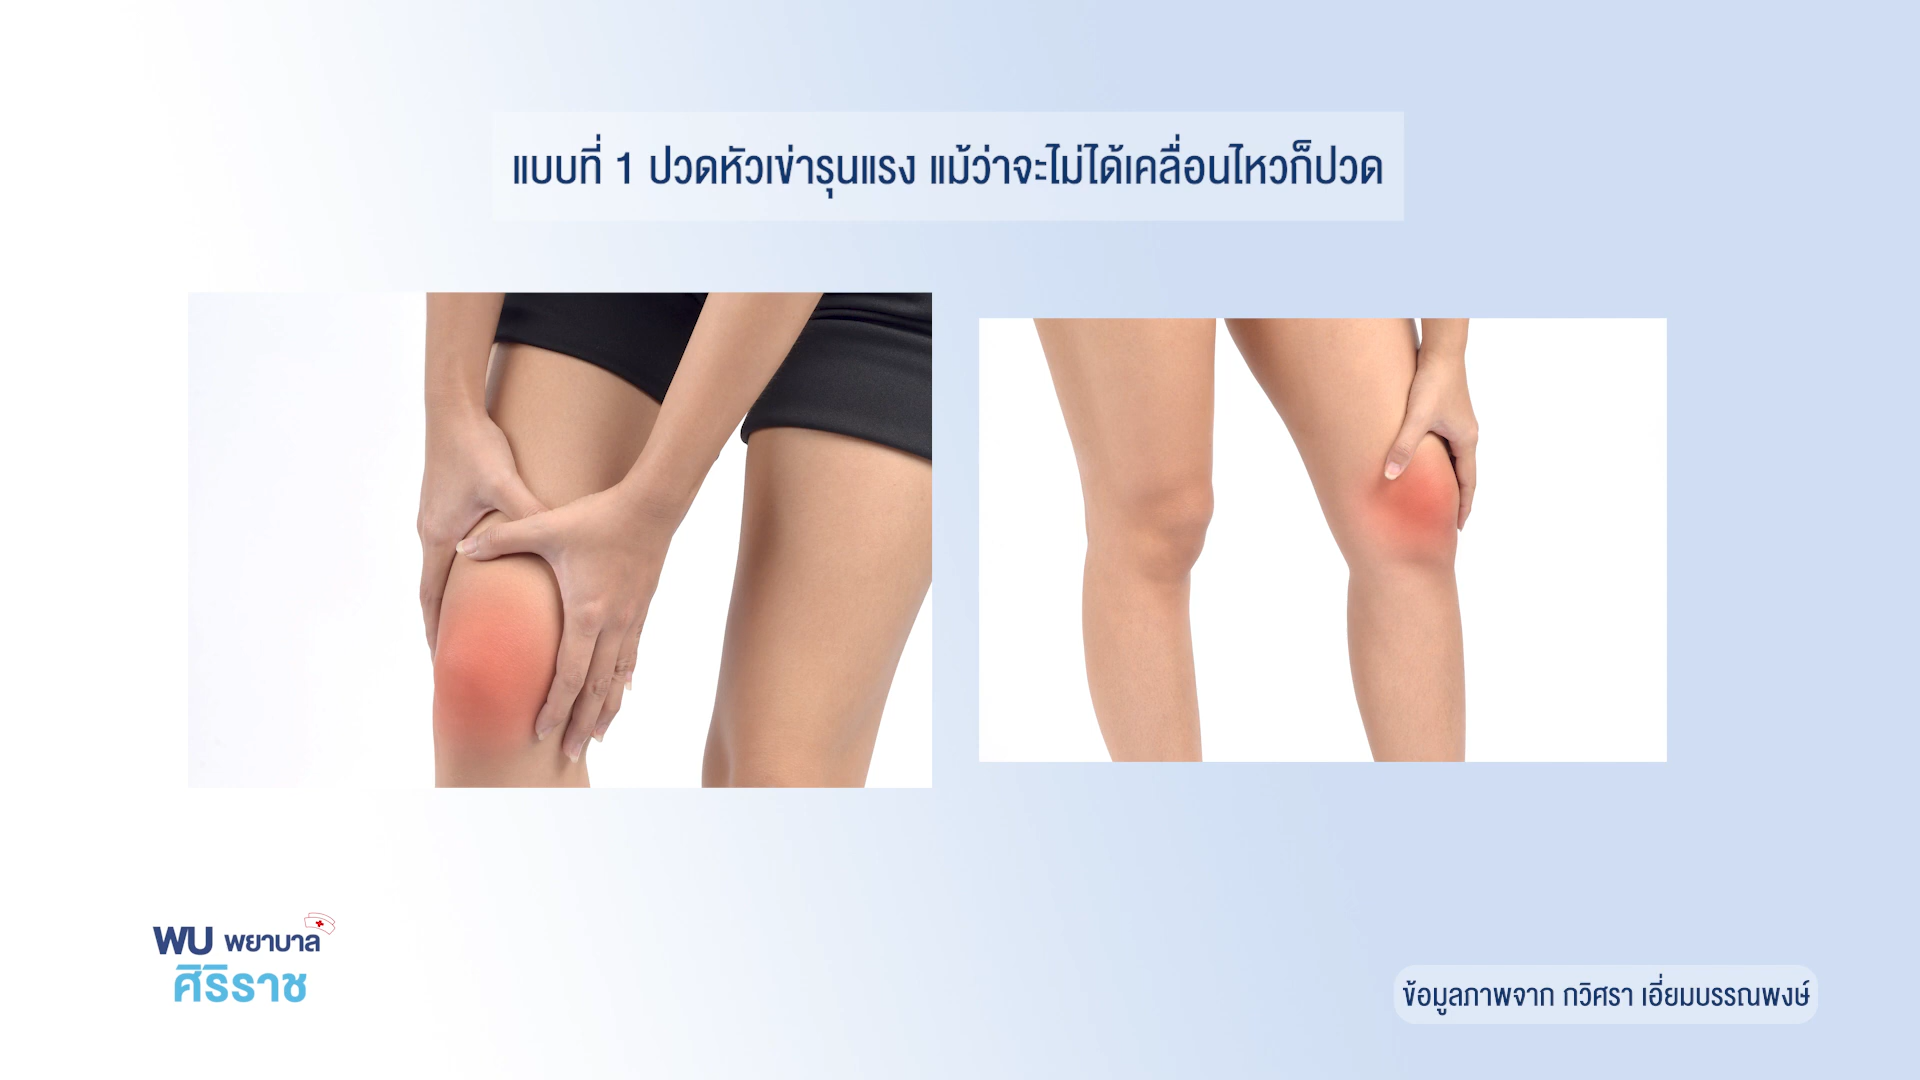 แบบที่ 1 ปวดหัวเข่ารุนแรง แม้ว่าจะไม่ได้เคลื่อนไหวก็ปวด
พบ พยาบาล
ศิริราช
ข้อมูลภาพจาก กวิศรา เอี่ยมบรรณพงษ์